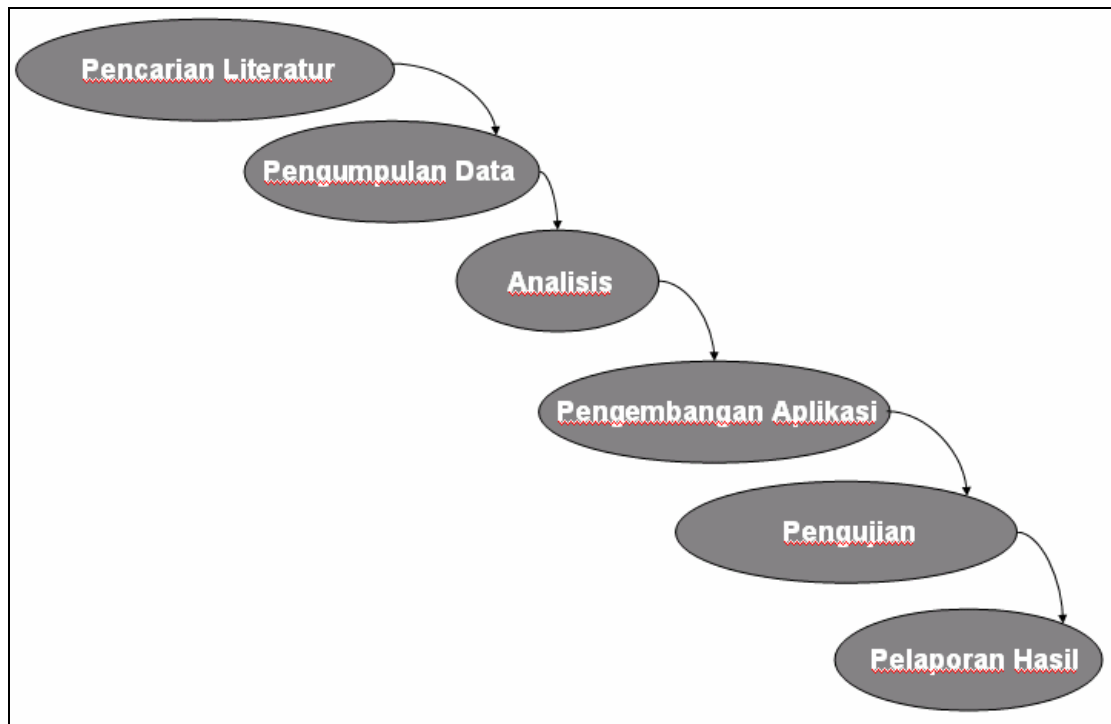 Pencarian Literatur
Pengumpulan Data
Analisis
Pengembangan Aplikasi
Pengujian
Pelaporan Hasil